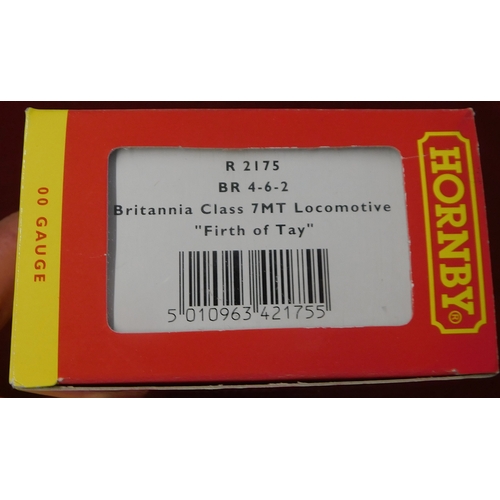 00 GAUGE
R 2175
BR 4-6-2
Britannia Class 7MT Locomotive
"Firth of Tay"
5 010963 421755
HORNBY®